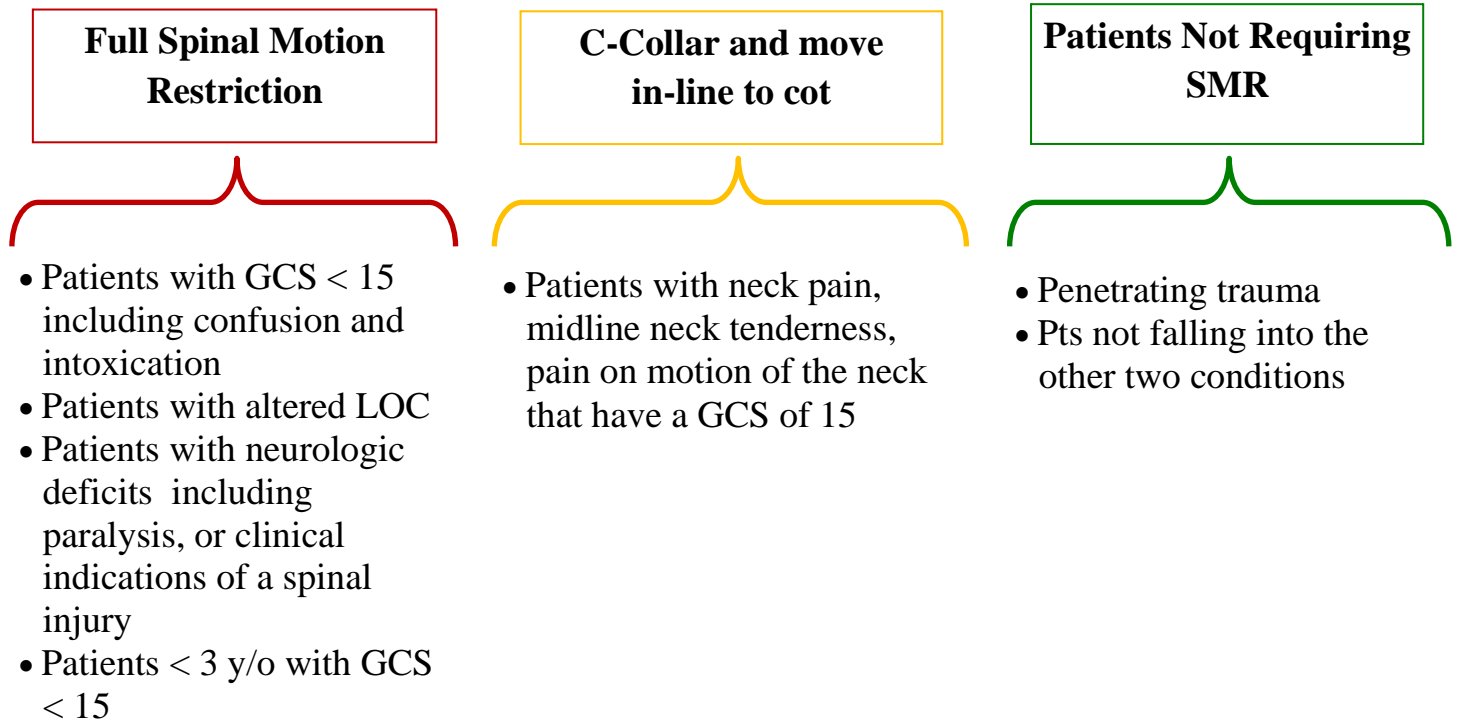 Full Spinal Motion
Restriction
• Patients with GCS < 15
including confusion and
intoxication
• Patients with altered LOC
• Patients with neurologic
deficits including
paralysis, or clinical
indications of a spinal
injury
• Patients < 3 y/o with GCS
< 15
C-Collar and move
in-line to cot
• Patients with neck pain,
midline neck tenderness,
pain on motion of the neck
that have a GCS of 15
Patients Not Requiring
SMR
• Penetrating trauma
• Pts not falling into the
other two conditions